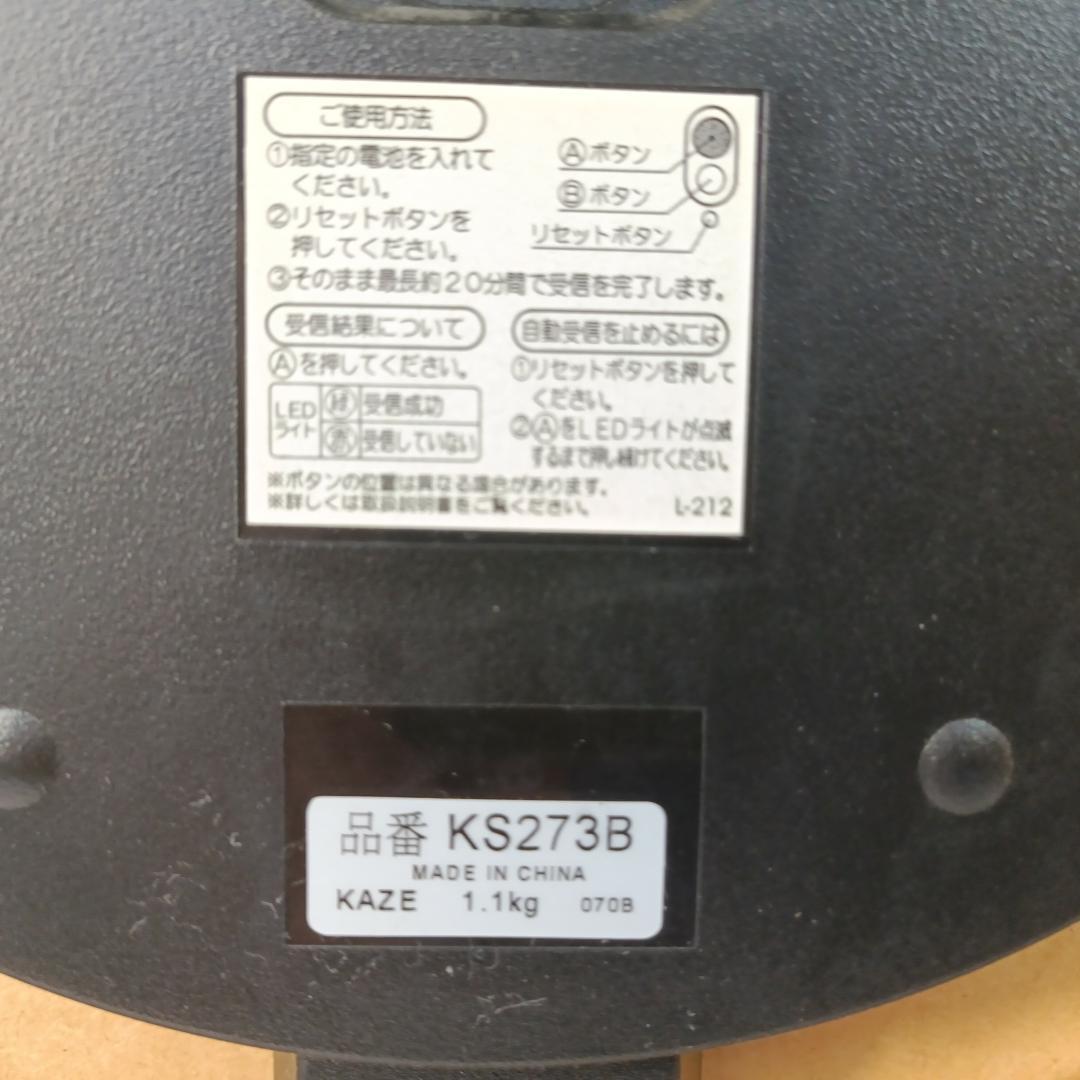 ご使用方法
①指定の電池を入れて
ください。
②リセットボタンを
押してください。
③そのまま最長約20分間で受信を完了します。
Ⓐボタン
Ⓑボタン
リセットボタン
受信結果について
Ⓐを押してください。
LED
ライト
緑 受信成功
赤 受信していない
自動受信を止めるには
①リセットボタンを押して
ください。
②ⒶをLEDライトが点滅
するまで押し続けてください。
※ボタンの位置は異なる場合があります。
※詳しくは取扱説明書をご覧ください。
L-212
品番 KS273B
MADE IN CHINA
KAZE 1.1kg 070B